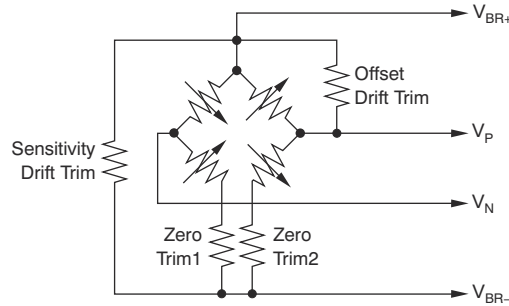 V_BR+
Offset
Drift Trim
V_P
Sensitivity
Drift Trim
V_N
Zero
Trim1
Zero
Trim2
V_BR–